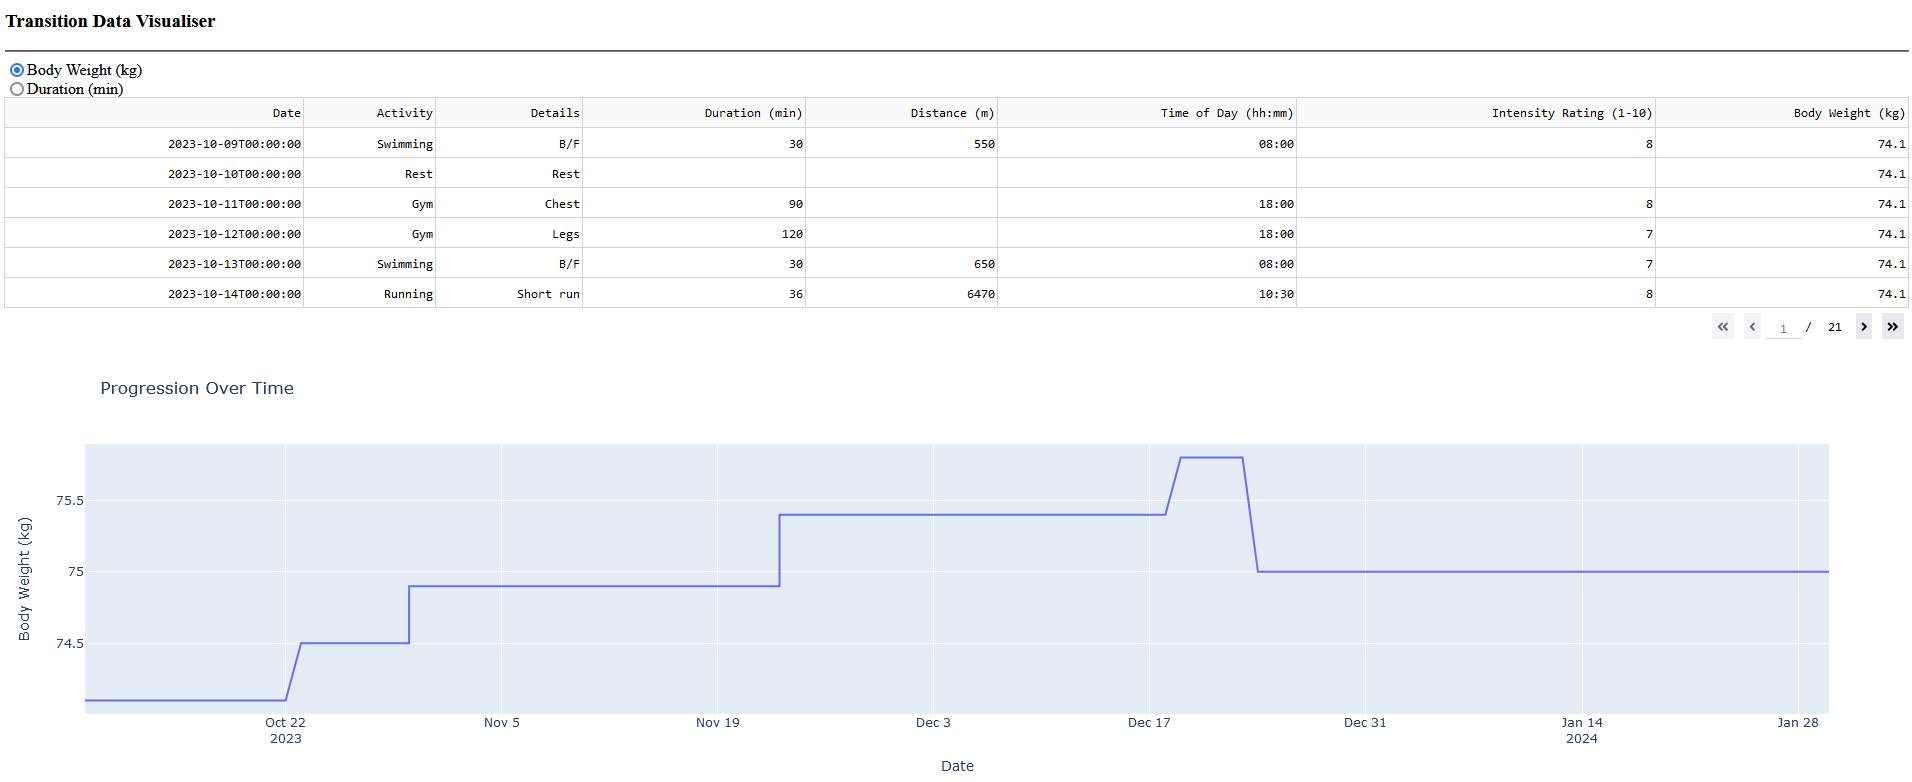 Transition Data Visualiser
Body Weight (kg)
Duration (min)
Date Activity Details Duration (min) Distance (m) Time of Day (hh:mm) Intensity Rating (1-10) Body Weight (kg)
2023-10-09T00:00:00 Swimming B/F 30 550 08:00 8 74.1
2023-10-10T00:00:00 Rest Rest 74.1
2023-10-11T00:00:00 Gym Chest 90 18:00 8 74.1
2023-10-12T00:00:00 Gym Legs 120 18:00 7 74.1
2023-10-13T00:00:00 Swimming B/F 30 650 08:00 7 74.1
2023-10-14T00:00:00 Running Short run 36 6470 10:30 8 74.1
1 / 21
Progression Over Time
Body Weight (kg)
75.5
75
74.5
Oct 22 Nov 5 Nov 19 Dec 3 Dec 17 Dec 31 Jan 14 Jan 28
2023 2024
Date